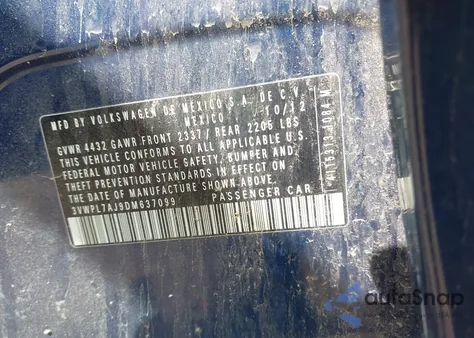 MFD BY VOLKSWAGEN DE MEXICO S.A. DE C.V.
MEXICO 10/12
GVWR 4432 GAWR FRONT 2337/ REAR 2205 LBS
THIS VEHICLE CONFORMS TO ALL APPLICABLE U.S.
FEDERAL MOTOR VEHICLE SAFETY, BUMPER AND
THEFT PREVENTION STANDARDS IN EFFECT ON THE
DATE OF MANUFACTURE SHOWN ABOVE.
3VWPL7AJ9DM637099 PASSENGER CAR
autoSnap